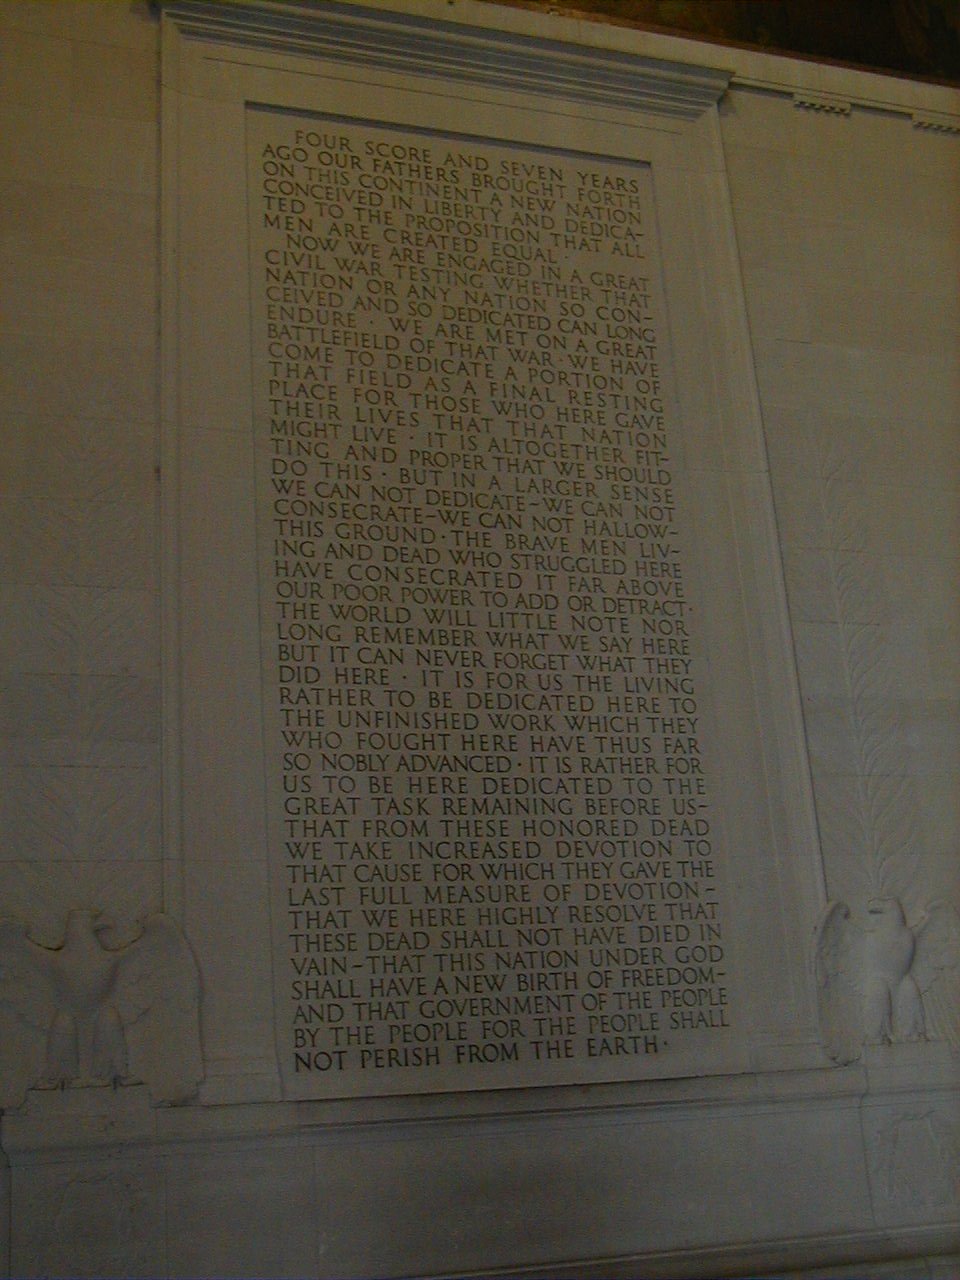 FOUR SCORE AND SEVEN YEARS
AGO OUR FATHERS BROUGHT FORTH
ON THIS CONTINENT A NEW NATION
CONCEIVED IN LIBERTY AND DEDICA-
TED TO THE PROPOSITION THAT ALL
MEN ARE CREATED EQUAL·
NOW WE ARE ENGAGED IN A GREAT
CIVIL WAR TESTING WHETHER THAT
NATION OR ANY NATION SO CON-
CEIVED AND SO DEDICATED CAN LONG
ENDURE · WE ARE MET ON A GREAT
BATTLEFIELD OF THAT WAR · WE HAVE
COME TO DEDICATE A PORTION OF
THAT FIELD AS A FINAL RESTING
PLACE FOR THOSE WHO HERE GAVE
THEIR LIVES THAT THAT NATION
MIGHT LIVE · IT IS ALTOGETHER FIT-
TING AND PROPER THAT WE SHOULD
DO THIS · BUT IN A LARGER SENSE
WE CAN NOT DEDICATE~WE CAN NOT
CONSECRATE~WE CAN NOT HALLOW~
THIS GROUND · THE BRAVE MEN LIV-
ING AND DEAD WHO STRUGGLED HERE
HAVE CONSECRATED IT FAR ABOVE
OUR POOR POWER TO ADD OR DETRACT·
THE WORLD WILL LITTLE NOTE NOR
LONG REMEMBER WHAT WE SAY HERE
BUT IT CAN NEVER FORGET WHAT THEY
DID HERE · IT IS FOR US THE LIVING
RATHER TO BE DEDICATED HERE TO
THE UNFINISHED WORK WHICH THEY
WHO FOUGHT HERE HAVE THUS FAR
SO NOBLY ADVANCED · IT IS RATHER FOR
US TO BE HERE DEDICATED TO THE
GREAT TASK REMAINING BEFORE US~
THAT FROM THESE HONORED DEAD
WE TAKE INCREASED DEVOTION TO
THAT CAUSE FOR WHICH THEY GAVE THE
LAST FULL MEASURE OF DEVOTION~
THAT WE HERE HIGHLY RESOLVE THAT
THESE DEAD SHALL NOT HAVE DIED IN
VAIN~THAT THIS NATION UNDER GOD
SHALL HAVE A NEW BIRTH OF FREEDOM~
AND THAT GOVERNMENT OF THE PEOPLE
BY THE PEOPLE FOR THE PEOPLE SHALL
NOT PERISH FROM THE EARTH·